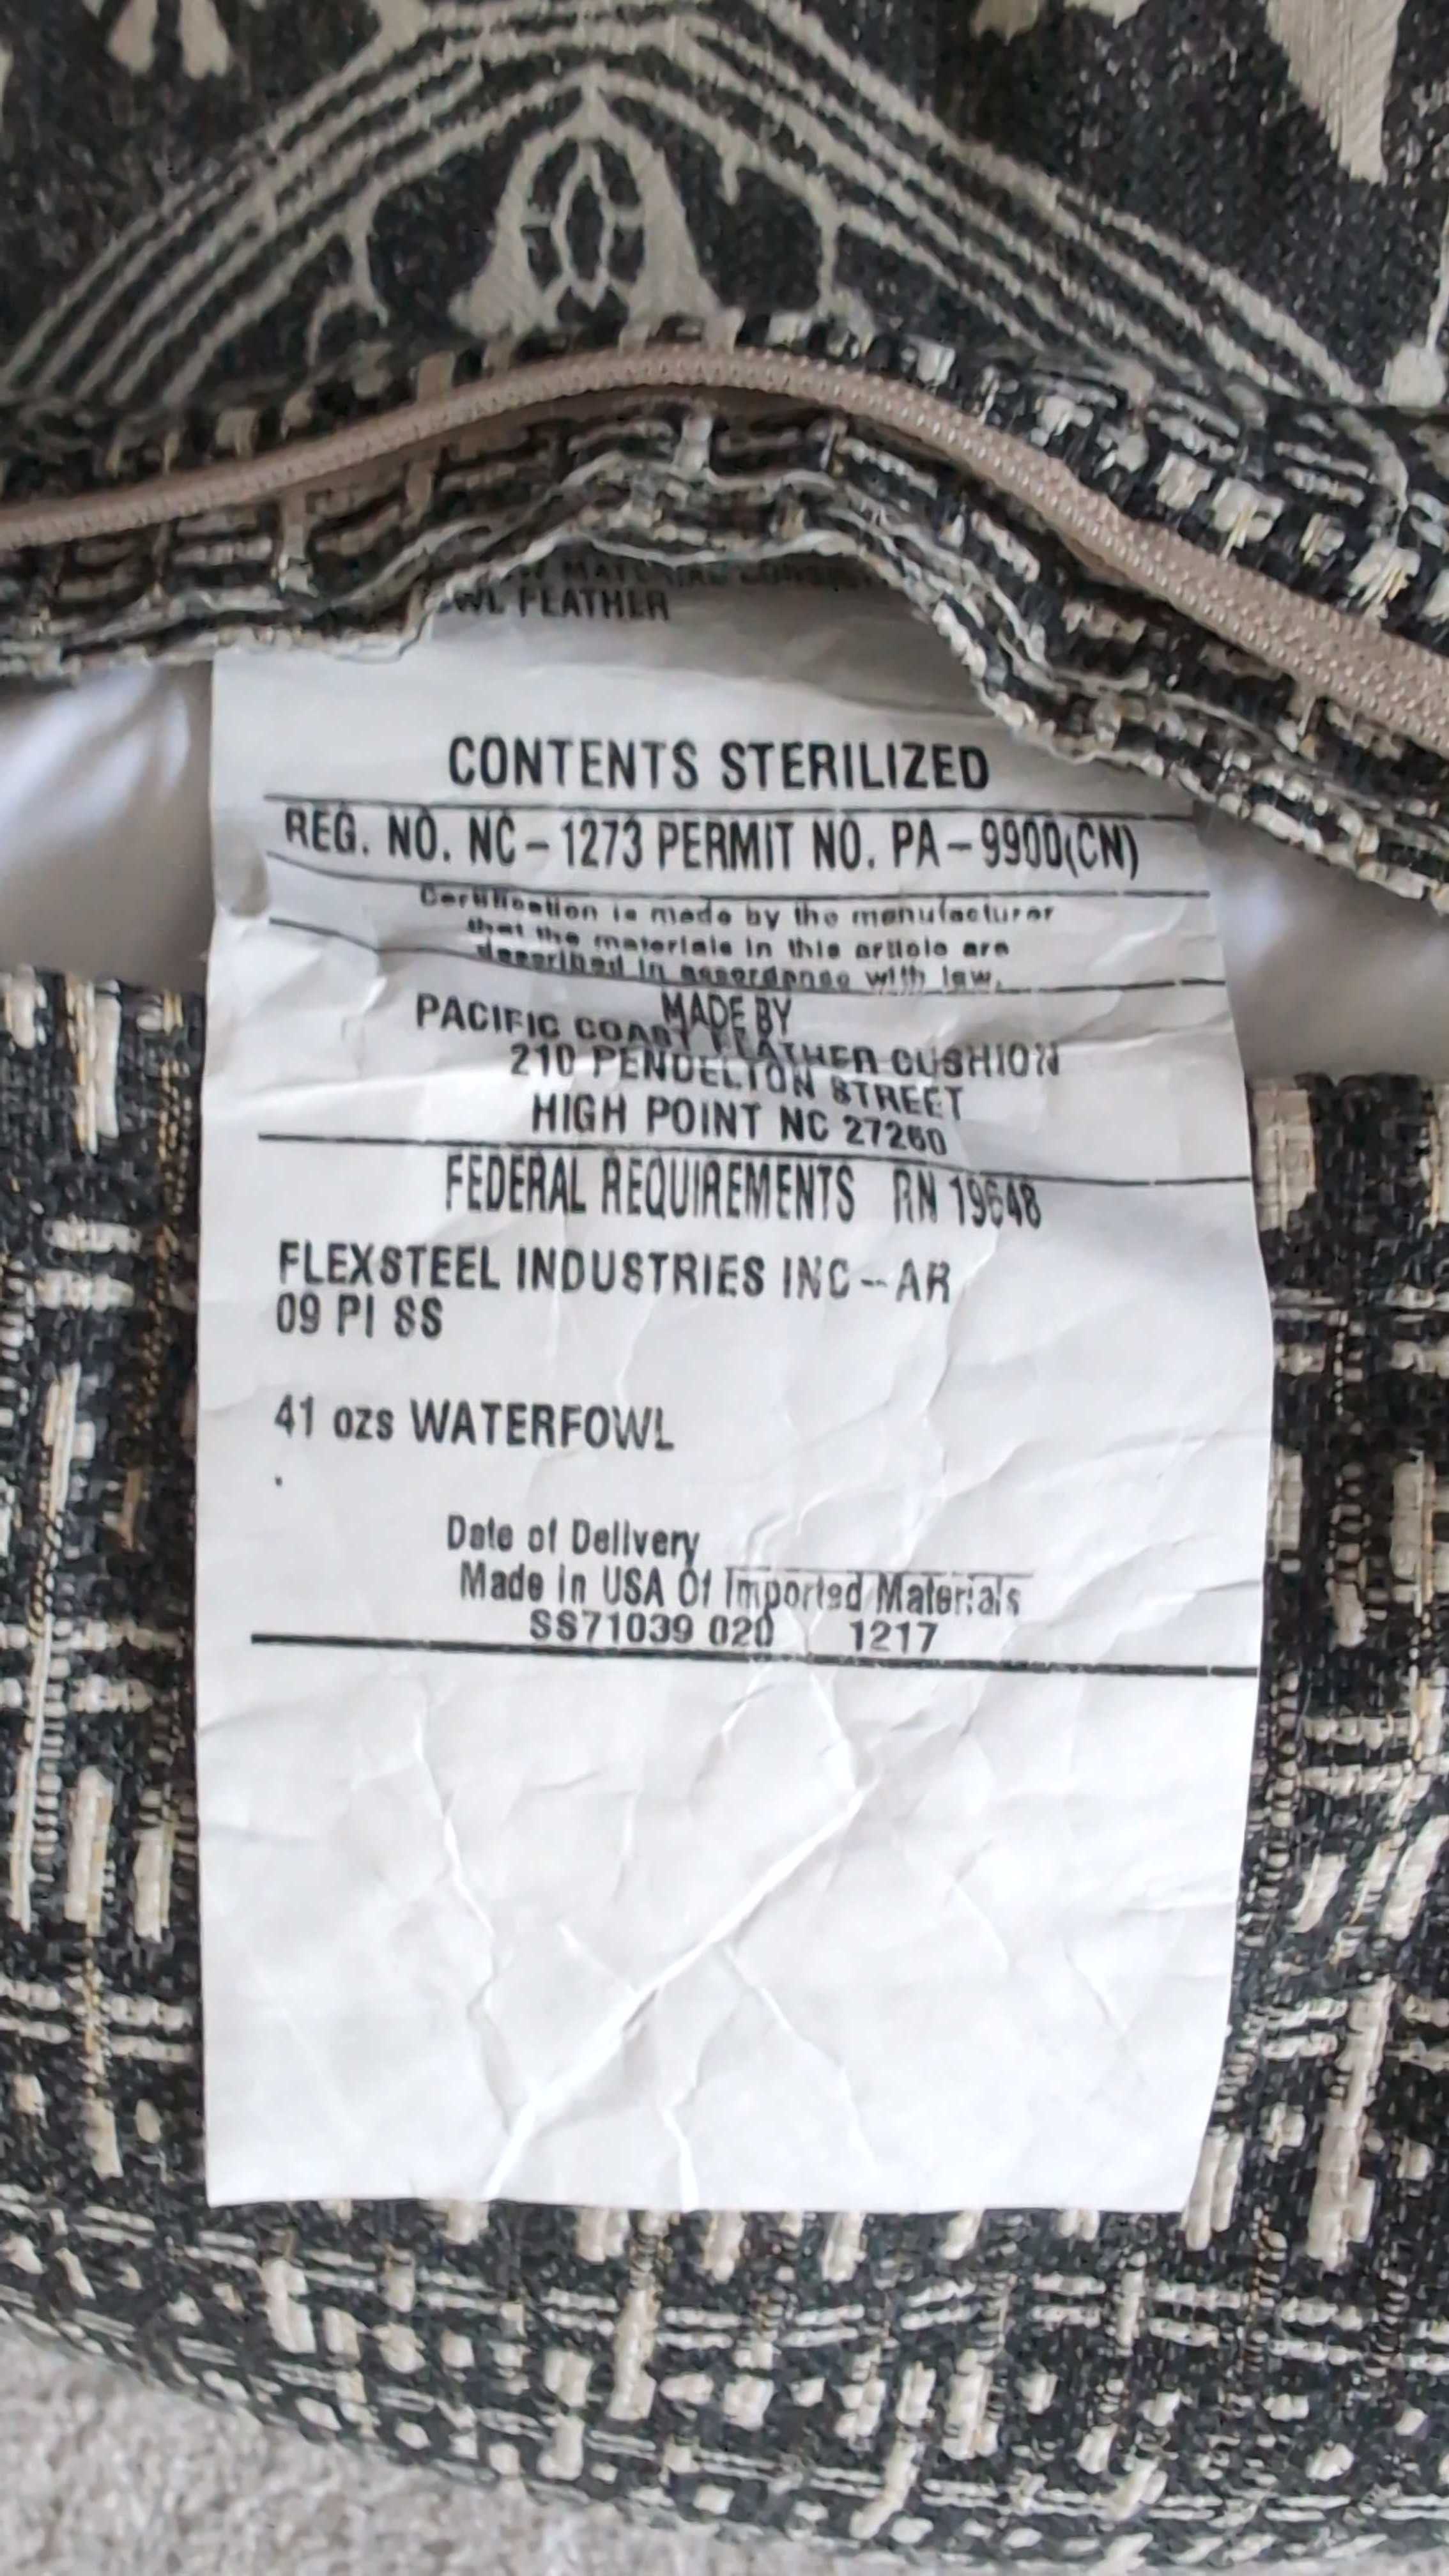 MATERIAL CONSIST
WL FEATHER
CONTENTS STERILIZED
REG. NO. NC-1273 PERMIT NO. PA-9900(CN)
Certification is made by the manufacturer
that the materials in this article are
described in accordance with law.
MADE BY
PACIFIC COAST FEATHER CUSHION
210 PENDELTON STREET
HIGH POINT NC 27260
FEDERAL REQUIREMENTS RN 19648
FLEXSTEEL INDUSTRIES INC--AR
09 PI SS
41 ozs WATERFOWL
.
Date of Delivery
Made in USA Of Imported Materials
SS71039 020 1217